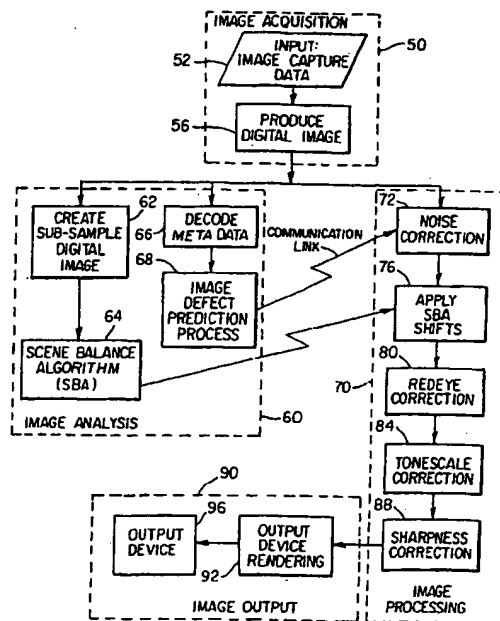 IMAGE ACQUISITION
50
52
INPUT:
IMAGE CAPTURE
DATA
56
PRODUCE
DIGITAL IMAGE
62
CREATE
SUB-SAMPLE
DIGITAL
IMAGE
66
DECODE
META DATA
68
IMAGE
DEFECT
PREDICTION
PROCESS
COMMUNICATION
LINK
64
SCENE BALANCE
ALGORITHM
(SBA)
IMAGE ANALYSIS
60
72
NOISE
CORRECTION
76
APPLY
SBA
SHIFTS
80
70
REDEYE
CORRECTION
84
TONESCALE
CORRECTION
88
SHARPNESS
CORRECTION
IMAGE
PROCESSING
90
96
OUTPUT
DEVICE
OUTPUT
DEVICE
RENDERING
92
IMAGE OUTPUT